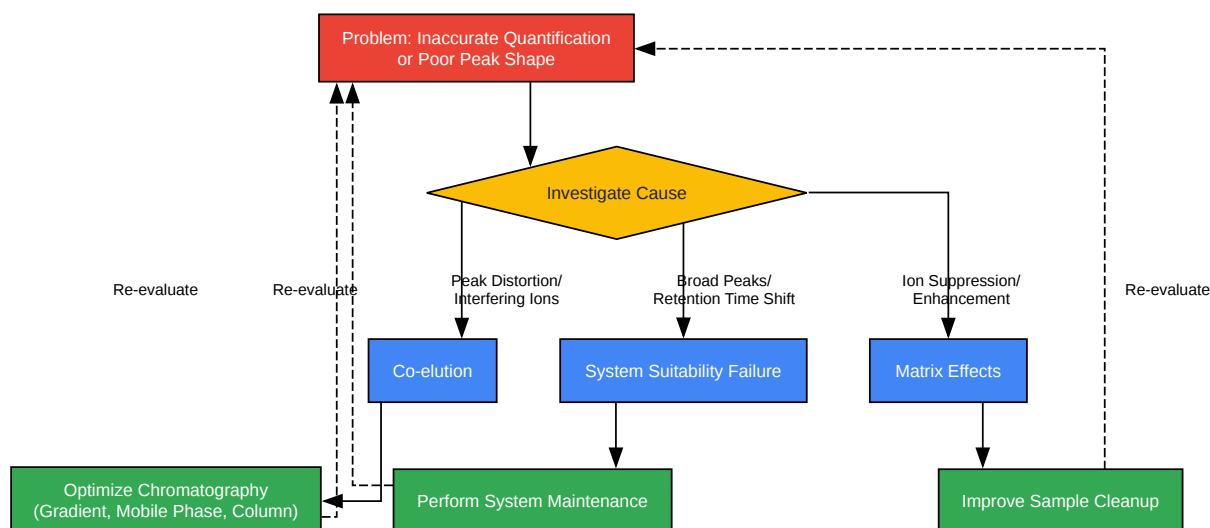 Problem: Inaccurate Quantification
or Poor Peak Shape
Investigate Cause
Re-evaluate
Re-evaluate
Peak Distortion/
Interfering Ions
Broad Peaks/
Retention Time Shift
Ion Suppression/
Enhancement
Re-evaluate
Co-elution
System Suitability Failure
Matrix Effects
Optimize Chromatography
(Gradient, Mobile Phase, Column)
Perform System Maintenance
Improve Sample Cleanup